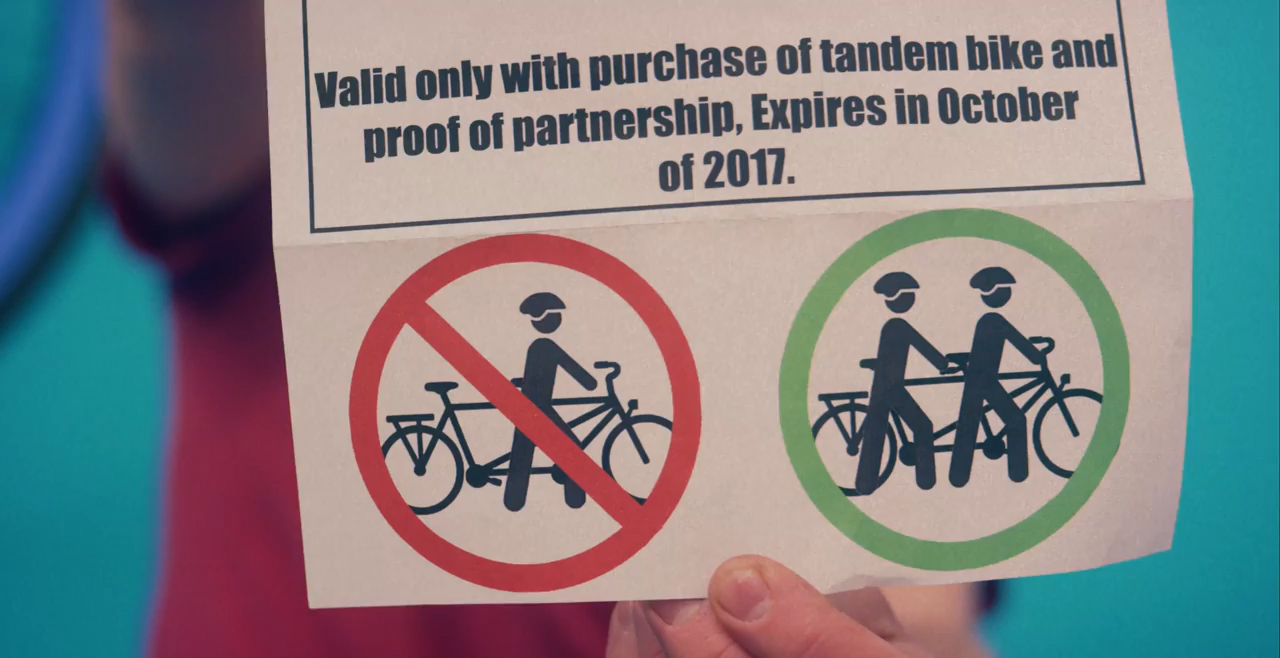 Valid only with purchase of tandem bike and
proof of partnership, Expires in October
of 2017.